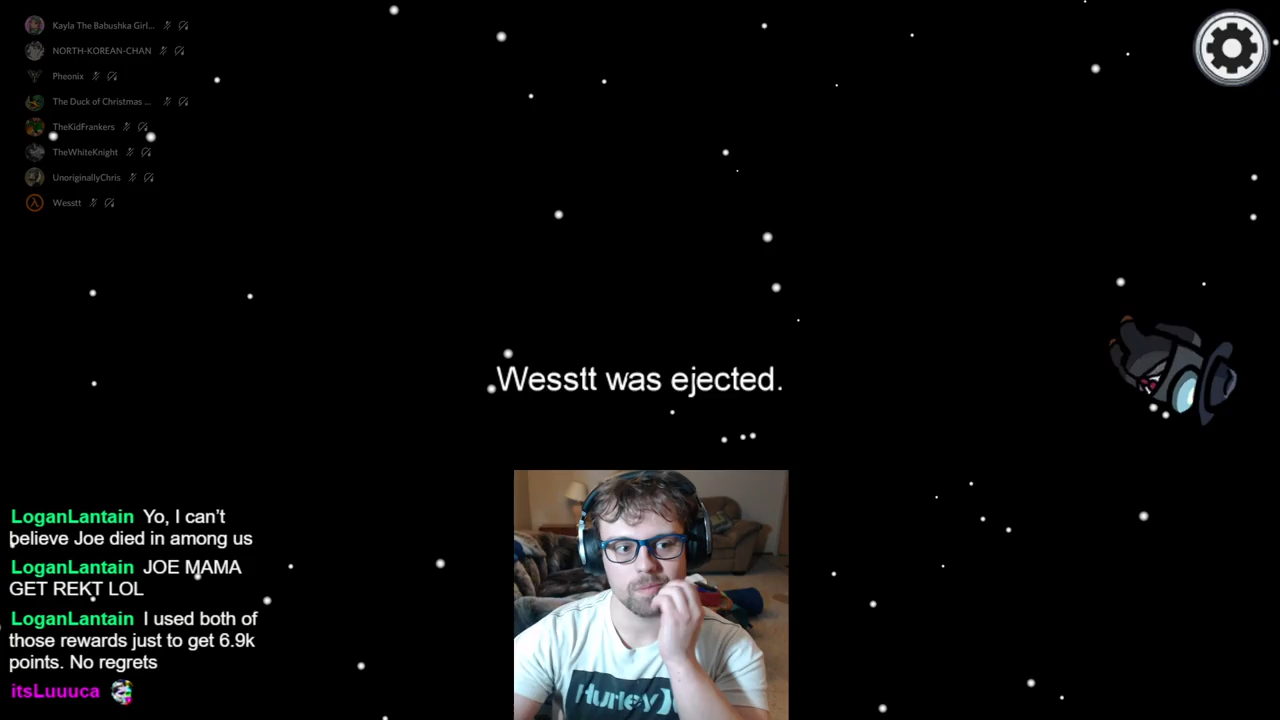 Kayla The Babushka Girl...
NORTH-KOREAN-CHAN
Pheonix
The Duck of Christmas ...
TheKidFrankers
TheWhiteKnight
UnoriginallyChris
Wesstt
Wesstt was ejected.
LoganLantain Yo, I can't
believe Joe died in among us
LoganLantain JOE MAMA
GET REKT LOL
LoganLantain I used both of
those rewards just to get 6.9k
points. No regrets
itsLuuuca
Hurley